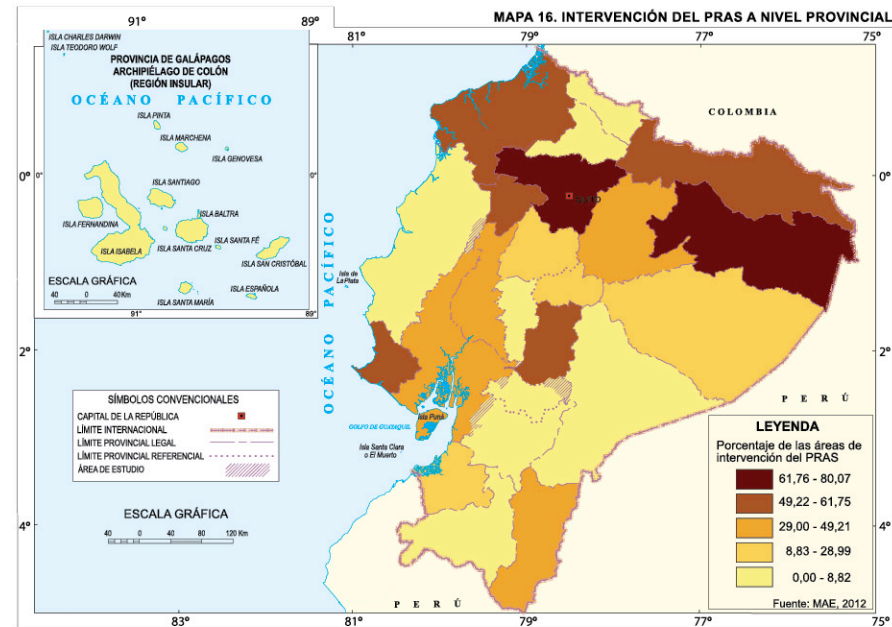 MAPA 16. INTERVENCIÓN DEL PRAS A NIVEL PROVINCIAL
81°
79°
77°
75°
ISLA CHARLES DARWIN
ISLA TEODORO WOLF
PROVINCIA DE GALÁPAGOS
ARCHIPIÉLAGO DE COLÓN
(REGIÓN INSULAR)
OCÉANO PACÍFICO
ISLA PINTA
ISLA MARCHENA
ISLA GENOVESA
0°
ISLA SANTIAGO
ISLA BALTRA
ISLA FERNANDINA
ISLA SANTA CRUZ
ISLA SANTA FÉ
ISLA ISABELA
ISLA SAN CRISTÓBAL
ESCALA GRÁFICA
40 0 40Km
ISLA SANTA MARÍA
ISLA ESPAÑOLA
91°
89°
91°
89°
COLOMBIA
0°
0°
OCÉANO PACÍFICO
Isla de
La Plata
2°
2°
SÍMBOLOS CONVENCIONALES
CAPITAL DE LA REPÚBLICA
LÍMITE INTERNACIONAL
LÍMITE PROVINCIAL LEGAL
LÍMITE PROVINCIAL REFERENCIAL
ÁREA DE ESTUDIO
Isla Puná
GOLFO DE GUAYAQUIL
Isla Santa Clara
o El Muerto
PERÚ
LEYENDA
Porcentaje de las áreas de
intervención del PRAS
61,76 - 80,07
49,22 - 61,75
29,00 - 49,21
8,83 - 28,99
0,00 - 8,82
Fuente: MAE, 2012
ESCALA GRÁFICA
40 0 40 80 120 Km
4°
4°
PERÚ
83°
81°
79°
77°
75°